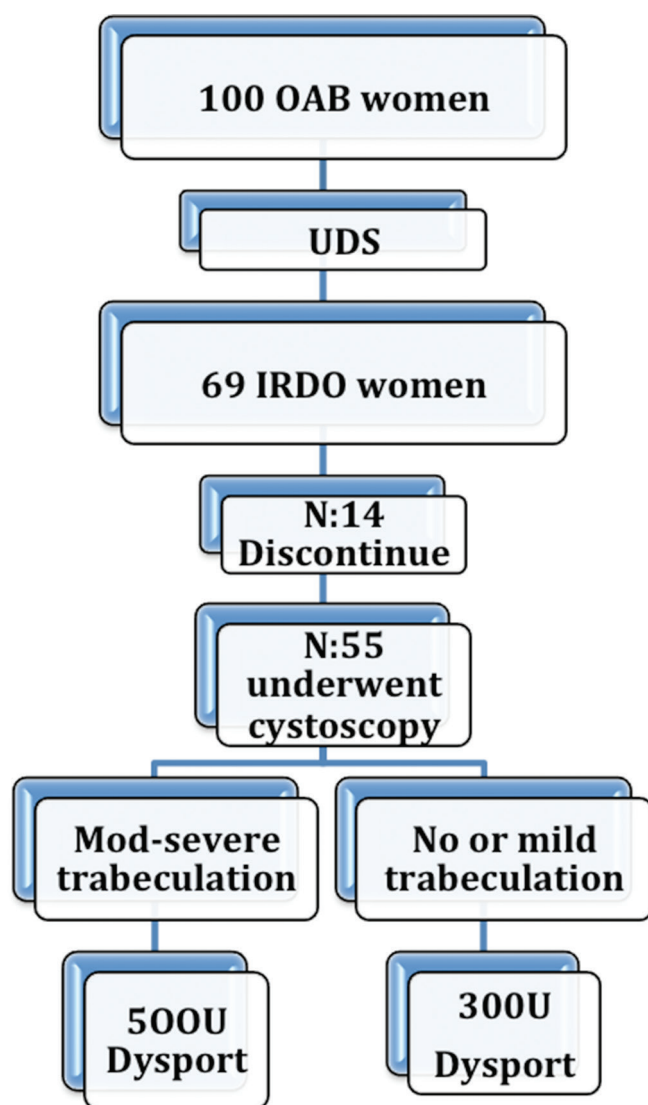 100 OAB women
UDS
69 IRDO women
N:14
Discontinue
N:55
underwent
cystoscopy
Mod-severe
trabeculation
No or mild
trabeculation
5OOU
Dysport
300U
Dysport